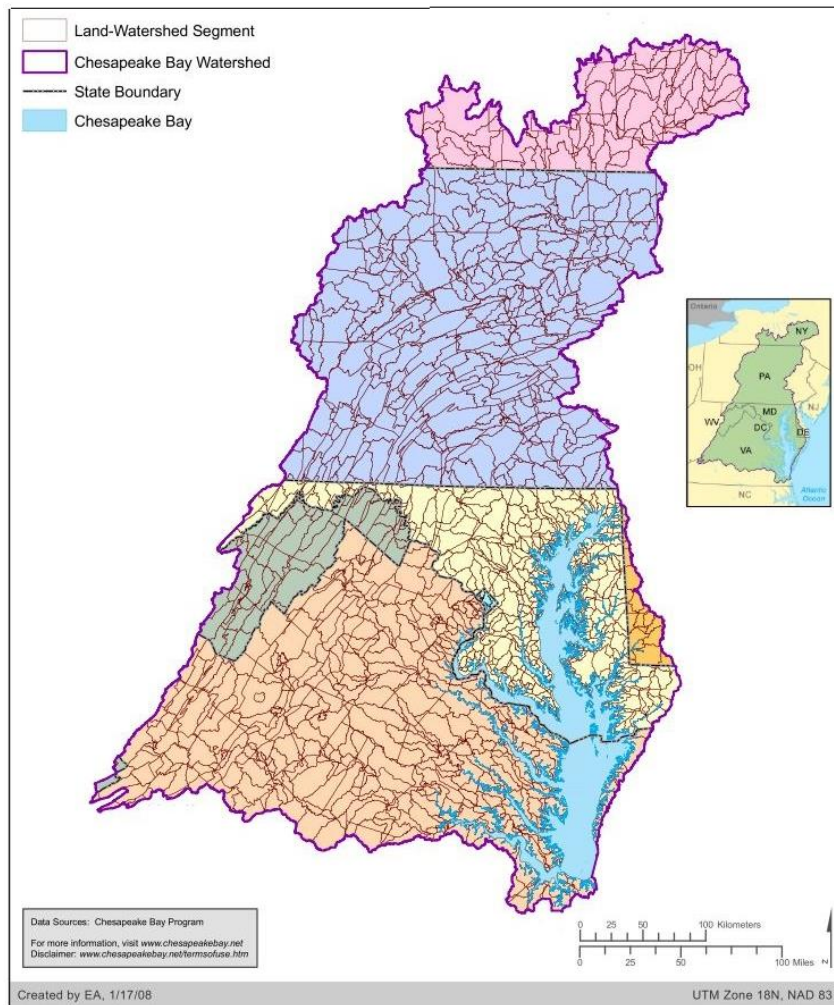 Land-Watershed Segment
Chesapeake Bay Watershed
State Boundary
Chesapeake Bay
Ontario
NY
OH
PA
NJ
MD
WV
DC
DE
VA
NC
Atlantic
Ocean
Data Sources: Chesapeake Bay Program
For more information, visit www.chesapeakebay.net
Disclaimer: www.chesapeakebay.net/termsofuse.htm
0 25 50 100 Kilometers
0 25 50 100 Miles
N
Created by EA, 1/17/08
UTM Zone 18N, NAD 83